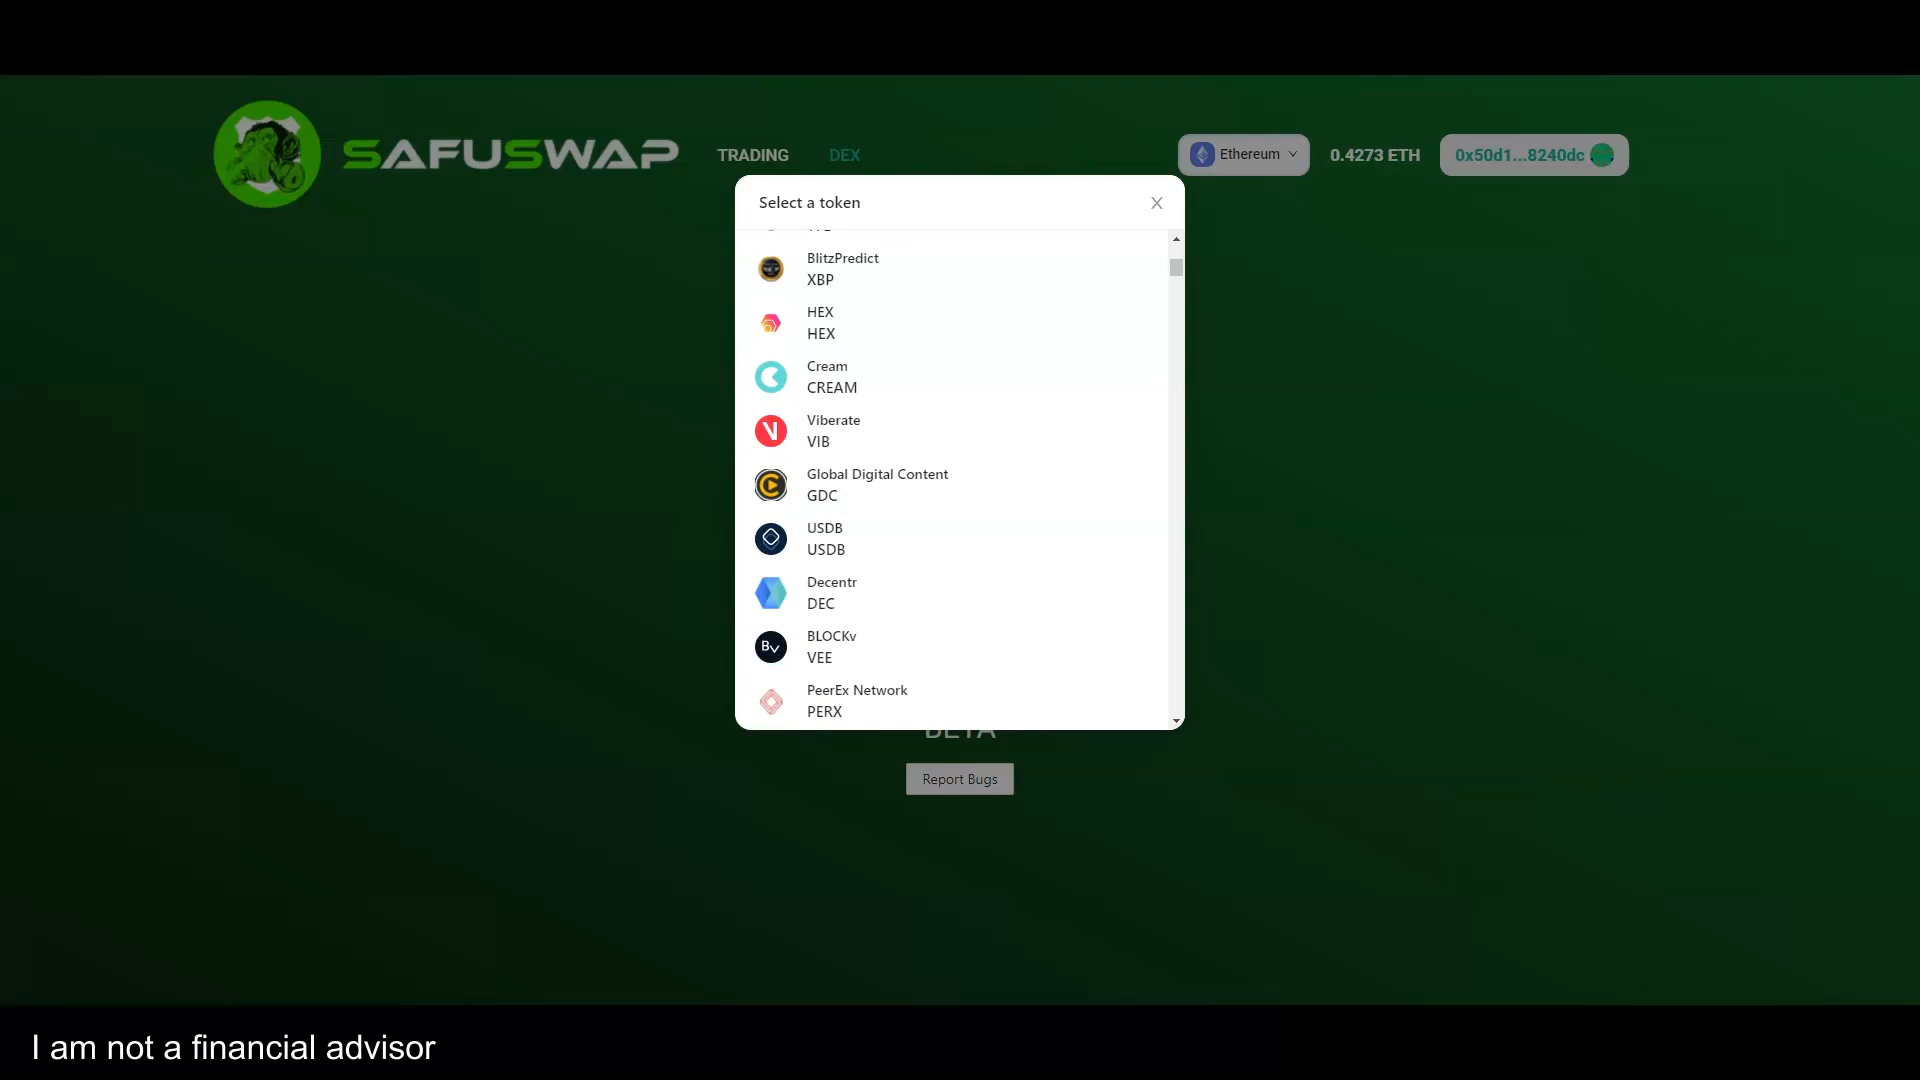 SAFUSWAP
TRADING
DEX
Ethereum
0.4273 ETH
0x50d1...8240dc
Select a token
BlitzPredict
XBP
HEX
HEX
Cream
CREAM
Viberate
VIB
Global Digital Content
GDC
USDB
USDB
Decentr
DEC
BLOCKv
VEE
PeerEx Network
PERX
BETA
Report Bugs
I am not a financial advisor